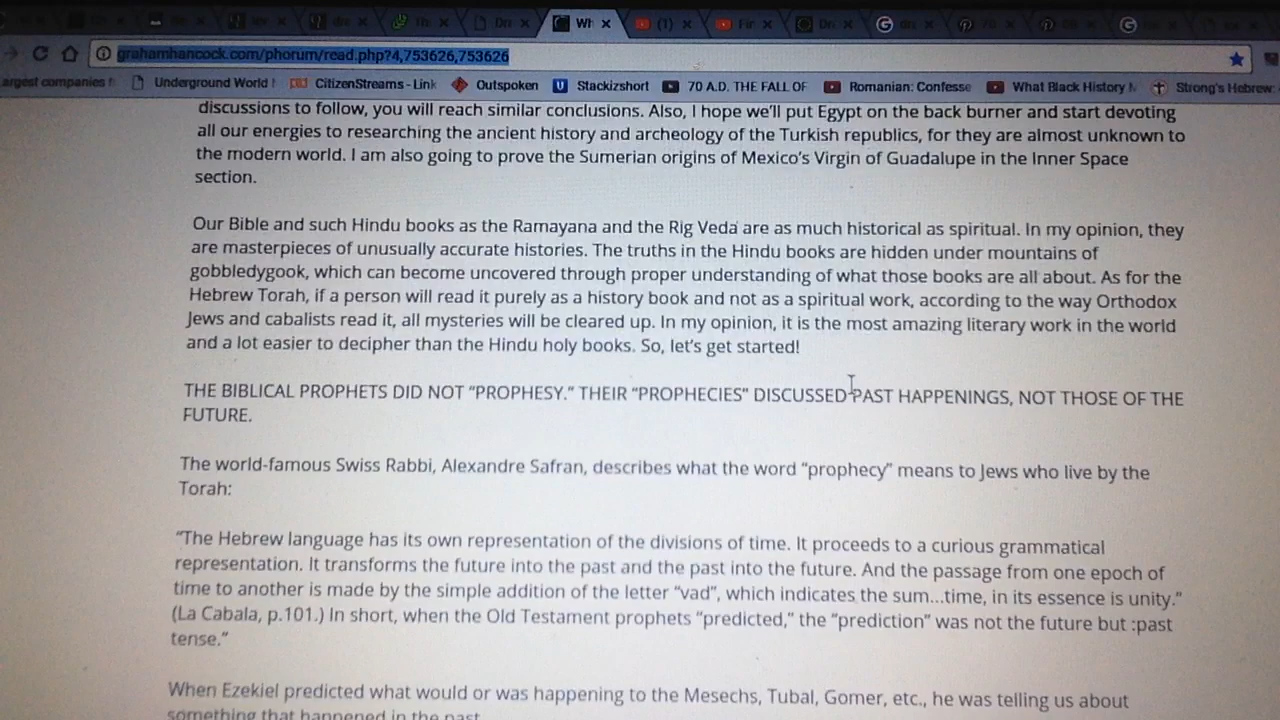 Wh
(1)
Fir
grahamhancock.com/phorum/read.php?4,753626,753626
argest companies
Underground World
CitizenStreams - Link
Outspoken
Stackizshort
70 A.D. THE FALL OF
Romanian: Confesse
What Black History M
Strong's Hebrew:
discussions to follow, you will reach similar conclusions. Also, I hope we'll put Egypt on the back burner and start devoting
all our energies to researching the ancient history and archeology of the Turkish republics, for they are almost unknown to
the modern world. I am also going to prove the Sumerian origins of Mexico's Virgin of Guadalupe in the Inner Space
section.
Our Bible and such Hindu books as the Ramayana and the Rig Veda are as much historical as spiritual. In my opinion, they
are masterpieces of unusually accurate histories. The truths in the Hindu books are hidden under mountains of
gobbledygook, which can become uncovered through proper understanding of what those books are all about. As for the
Hebrew Torah, if a person will read it purely as a history book and not as a spiritual work, according to the way Orthodox
Jews and cabalists read it, all mysteries will be cleared up. In my opinion, it is the most amazing literary work in the world
and a lot easier to decipher than the Hindu holy books. So, let's get started!
THE BIBLICAL PROPHETS DID NOT “PROPHESY.” THEIR “PROPHECIES” DISCUSSED PAST HAPPENINGS, NOT THOSE OF THE
FUTURE.
The world-famous Swiss Rabbi, Alexandre Safran, describes what the word “prophecy” means to Jews who live by the
Torah:
“The Hebrew language has its own representation of the divisions of time. It proceeds to a curious grammatical
representation. It transforms the future into the past and the past into the future. And the passage from one epoch of
time to another is made by the simple addition of the letter “vad”, which indicates the sum...time, in its essence is unity.”
(La Cabala, p.101.) In short, when the Old Testament prophets “predicted,” the “prediction” was not the future but :past
tense.”
When Ezekiel predicted what would or was happening to the Mesechs, Tubal, Gomer, etc., he was telling us about
something that happened in the past